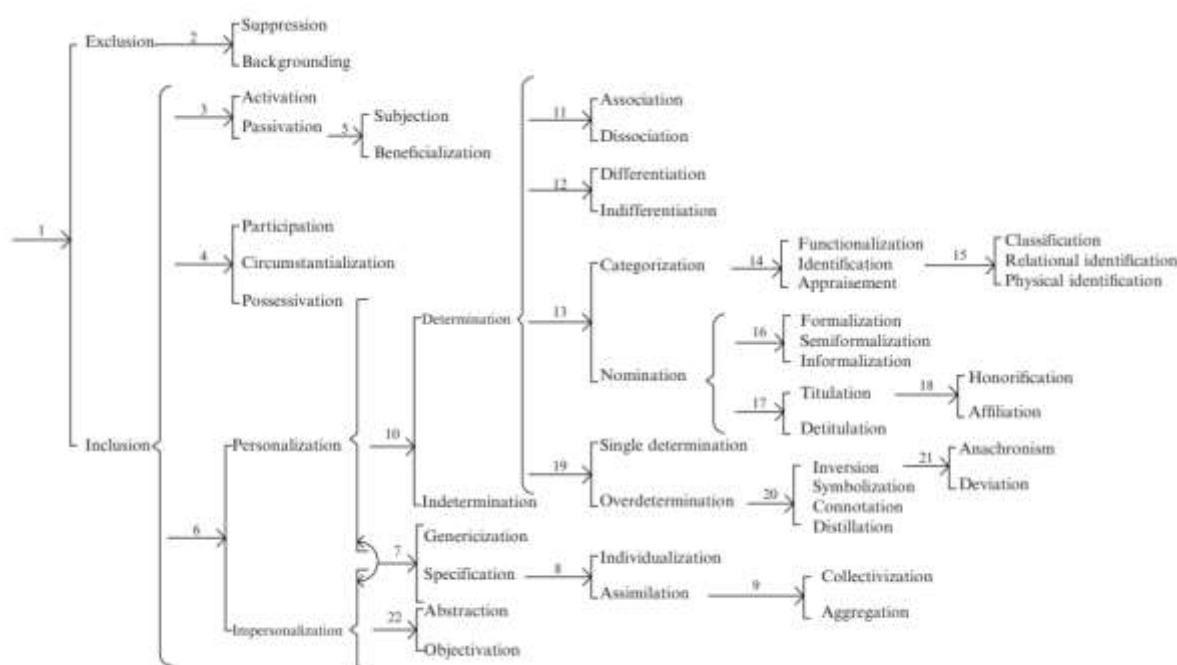 Exclusion
2
Suppression
Backgrounding
1
Inclusion
3
Activation
Passivation
5
Subjection
Beneficialization
4
Participation
Circumstantialization
Possessivation
6
Personalization
Impersonalization
10
Determination
Indetermination
7
Genericization
Specification
8
Individualization
Assimilation
9
Collectivization
Aggregation
22
Abstraction
Objectivation
11
Association
Dissociation
12
Differentiation
Indifferentiation
13
Categorization
Nomination
14
Functionalization
Identification
Appraisement
15
Classification
Relational identification
Physical identification
16
Formalization
Semiformalization
Informalization
17
Titulation
Detitulation
18
Honorification
Affiliation
19
Single determination
Overdetermination
20
Inversion
Symbolization
Connotation
Distillation
21
Anachronism
Deviation